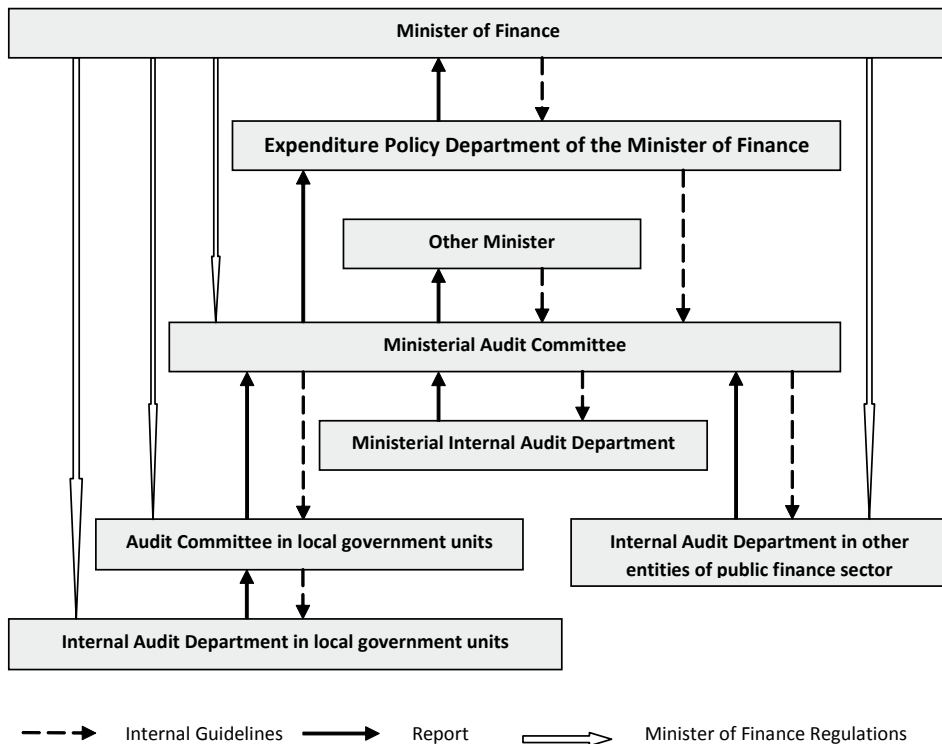 Minister of Finance
Expenditure Policy Department of the Minister of Finance
Other Minister
Ministerial Audit Committee
Ministerial Internal Audit Department
Audit Committee in local government units
Internal Audit Department in other
entities of public finance sector
Internal Audit Department in local government units
Internal Guidelines
Report
Minister of Finance Regulations